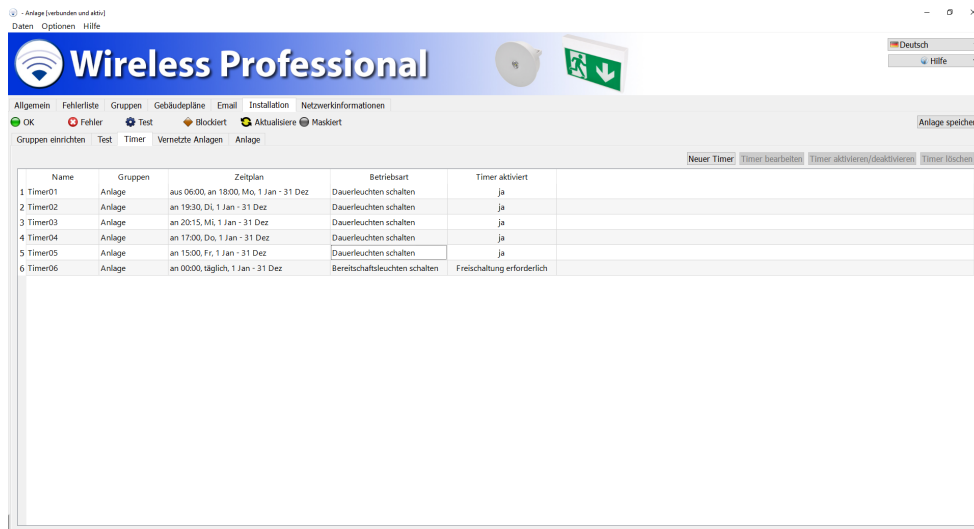 - Anlage [verbunden und aktiv]
Daten Optionen Hilfe
Wireless Professional
Deutsch
Hilfe
Allgemein Fehlerliste Gruppen Gebäudepläne Email Installation Netzwerkinformationen
OK Fehler Test Blockiert Aktualisiere Maskiert Anlage speicher
Gruppen einrichten Test Timer Vernetzte Anlagen Anlage
Neuer Timer Timer bearbeiten Timer aktivieren/deaktivieren Timer löschen
Name Gruppen Zeitplan Betriebsart Timer aktiviert
1 Timer01 Anlage aus 06:00, an 18:00, Mo, 1 Jan - 31 Dez Dauerleuchten schalten ja
2 Timer02 Anlage an 19:30, Di, 1 Jan - 31 Dez Dauerleuchten schalten ja
3 Timer03 Anlage an 20:15, Mi, 1 Jan - 31 Dez Dauerleuchten schalten ja
4 Timer04 Anlage an 17:00, Do, 1 Jan - 31 Dez Dauerleuchten schalten ja
5 Timer05 Anlage an 15:00, Fr, 1 Jan - 31 Dez Dauerleuchten schalten ja
6 Timer06 Anlage an 00:00, täglich, 1 Jan - 31 Dez Bereitschaftsleuchten schalten Freischaltung erforderlich